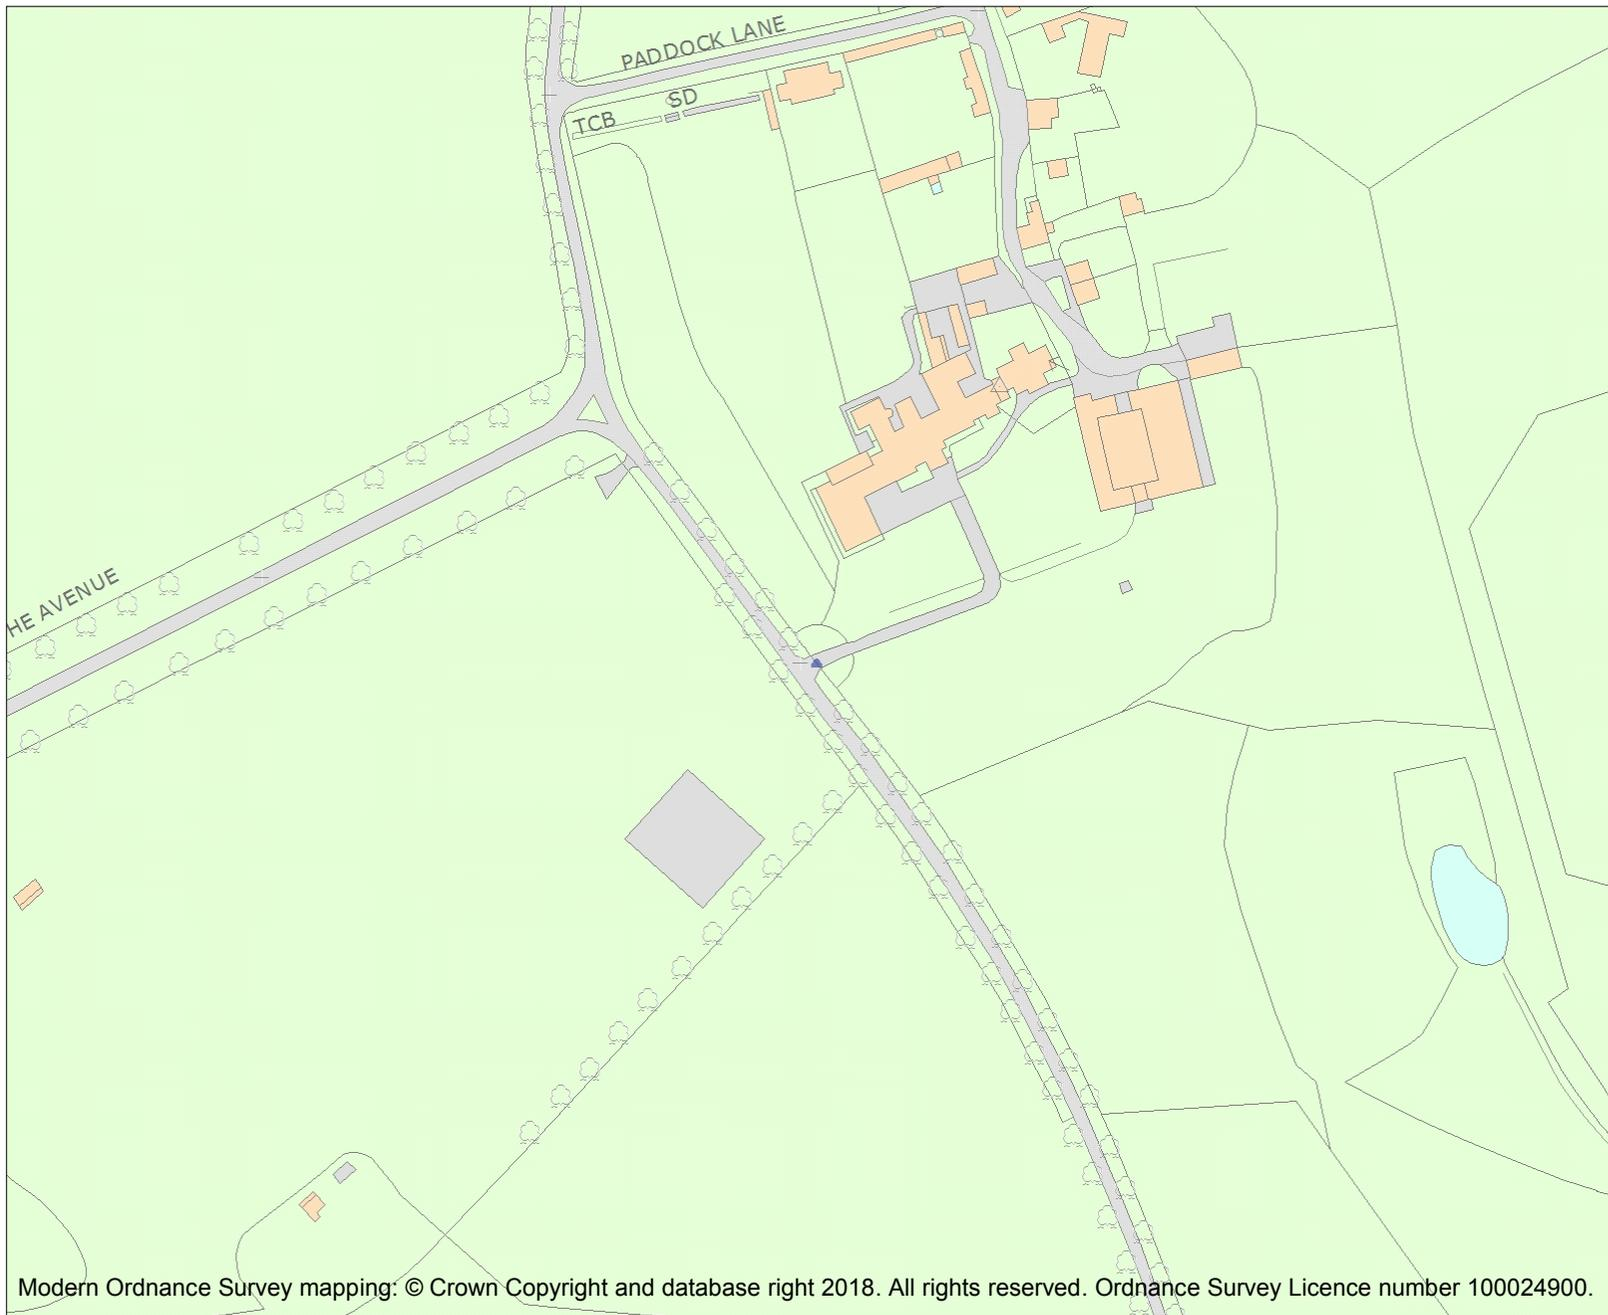 PADDOCK LANE
SD
TCB
HE AVENUE
Modern Ordnance Survey mapping: © Crown Copyright and database right 2018. All rights reserved. Ordnance Survey Licence number 100024900.